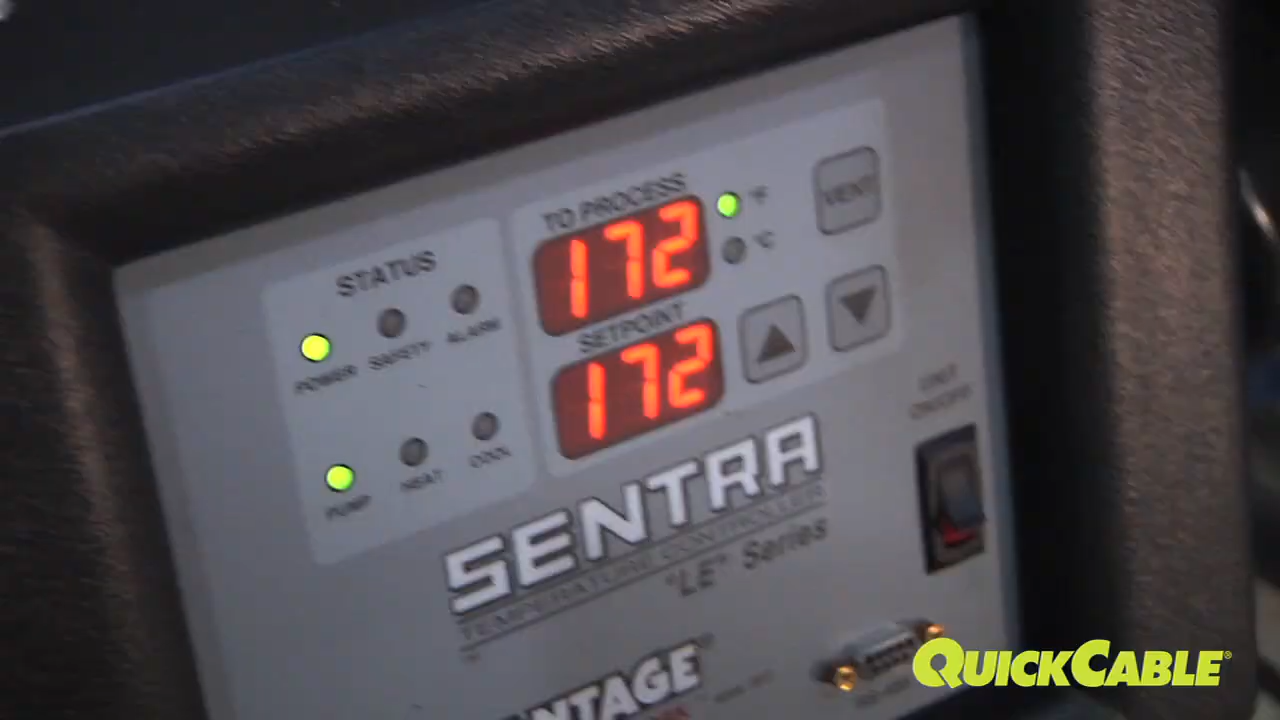 TO PROCESS
172
°F
°C
VENT
STATUS
POWER
SAFETY
ALARM
SETPOINT
172
PUMP
HEAT
COOL
UNIT
ON/OFF
SENTRA
TEMPERATURE CONTROLLER
"LE" Series
NTAGE®
QUICKCABLE®